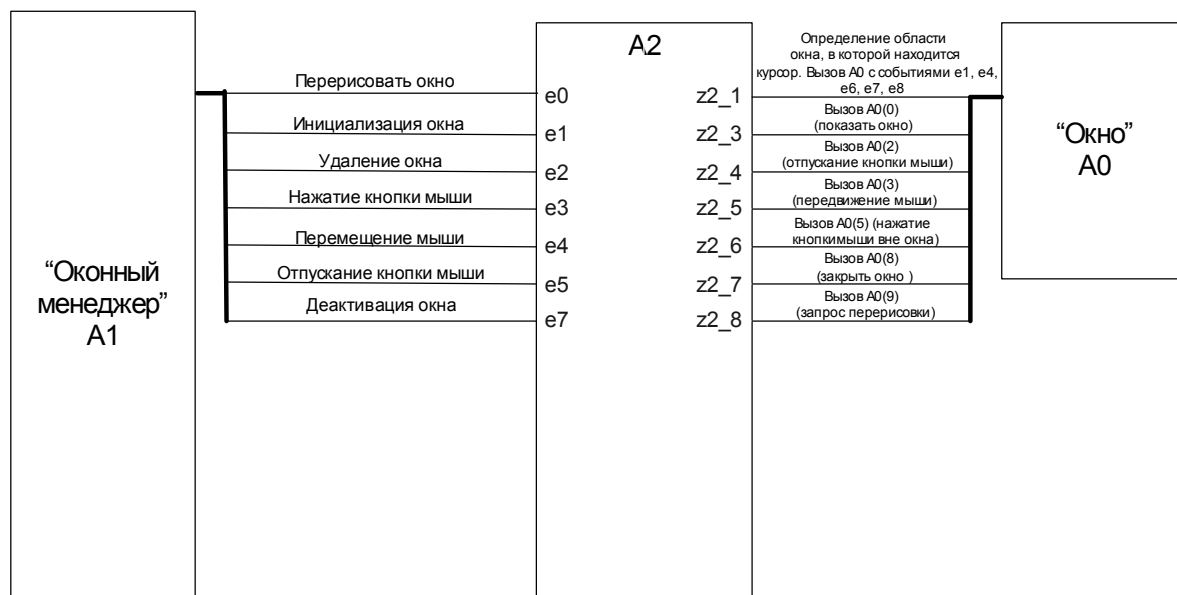 “Оконный
менеджер”
A1
Перерисовать окно
Инициализация окна
Удаление окна
Нажатие кнопки мыши
Перемещение мыши
Отпускание кнопки мыши
Деактивация окна
A2
e0
e1
e2
e3
e4
e5
e7
z2_1
z2_3
z2_4
z2_5
z2_6
z2_7
z2_8
Определение области
окна, в которой находится
курсор. Вызов A0 с событиями e1, e4,
e6, e7, e8
Вызов A0(0)
(показать окно)
Вызов A0(2)
(отпускание кнопки мыши)
Вызов A0(3)
(передвижение мыши)
Вызов A0(5) (нажатие
кнопкимыши вне окна)
Вызов A0(8)
(закрыть окно )
Вызов A0(9)
(запрос перерисовки)
“Окно”
A0